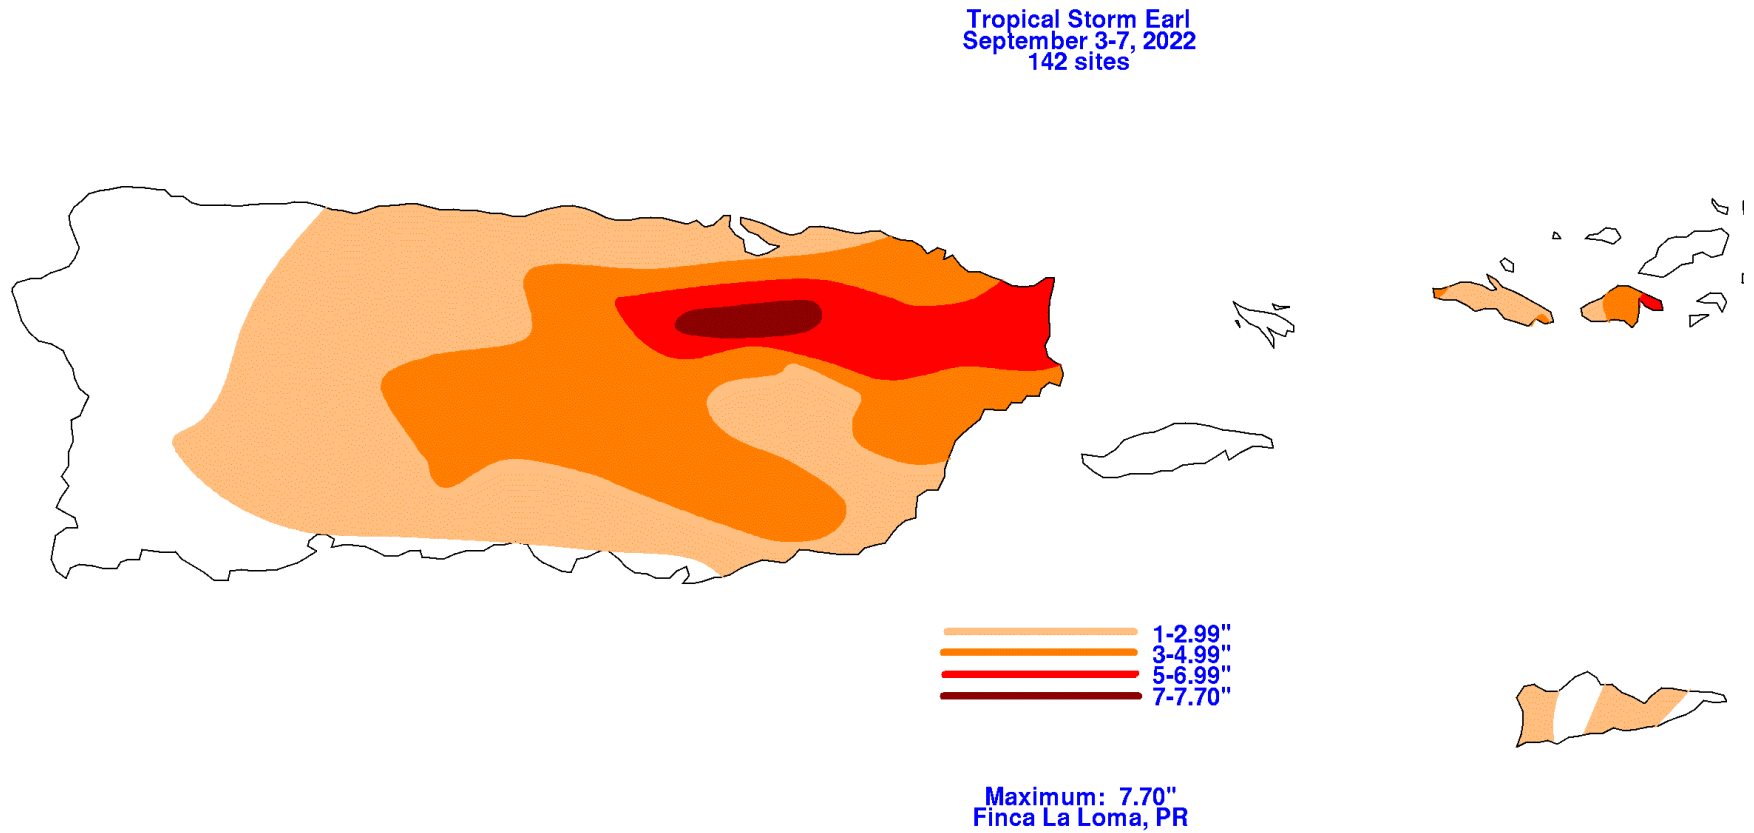 Tropical Storm Earl
September 3-7, 2022
142 sites
1-2.99"
3-4.99"
5-6.99"
7-7.70"
Maximum: 7.70"
Finca La Loma, PR